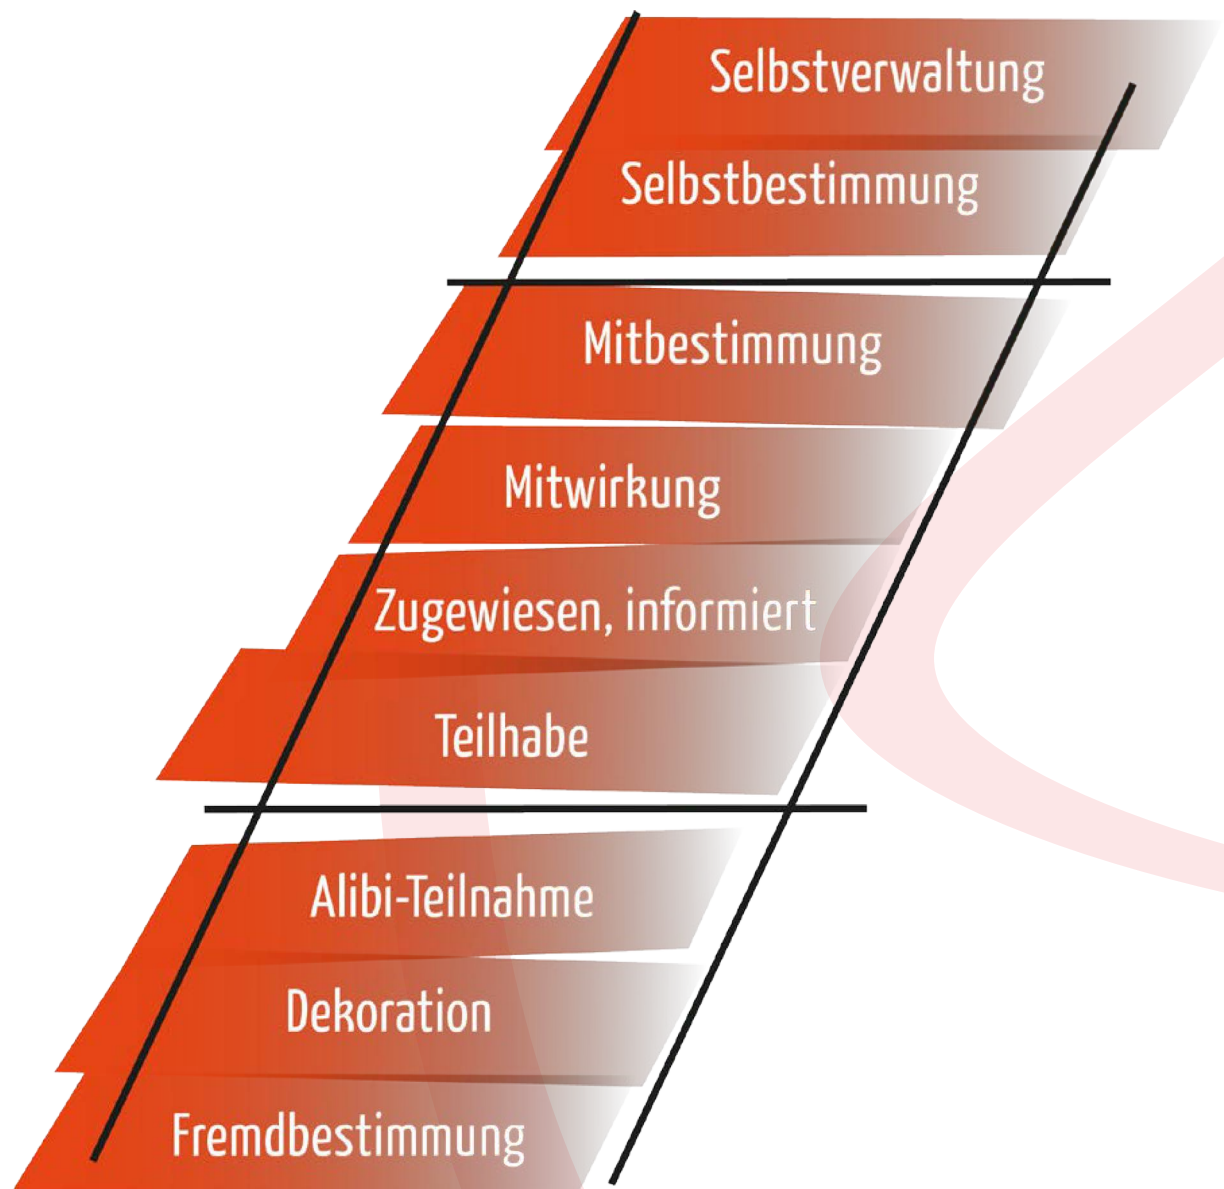 Selbstverwaltung
Selbstbestimmung
Mitbestimmung
Mitwirkung
Zugewiesen, informiert
Teilhabe
Alibi-Teilnahme
Dekoration
Fremdbestimmung